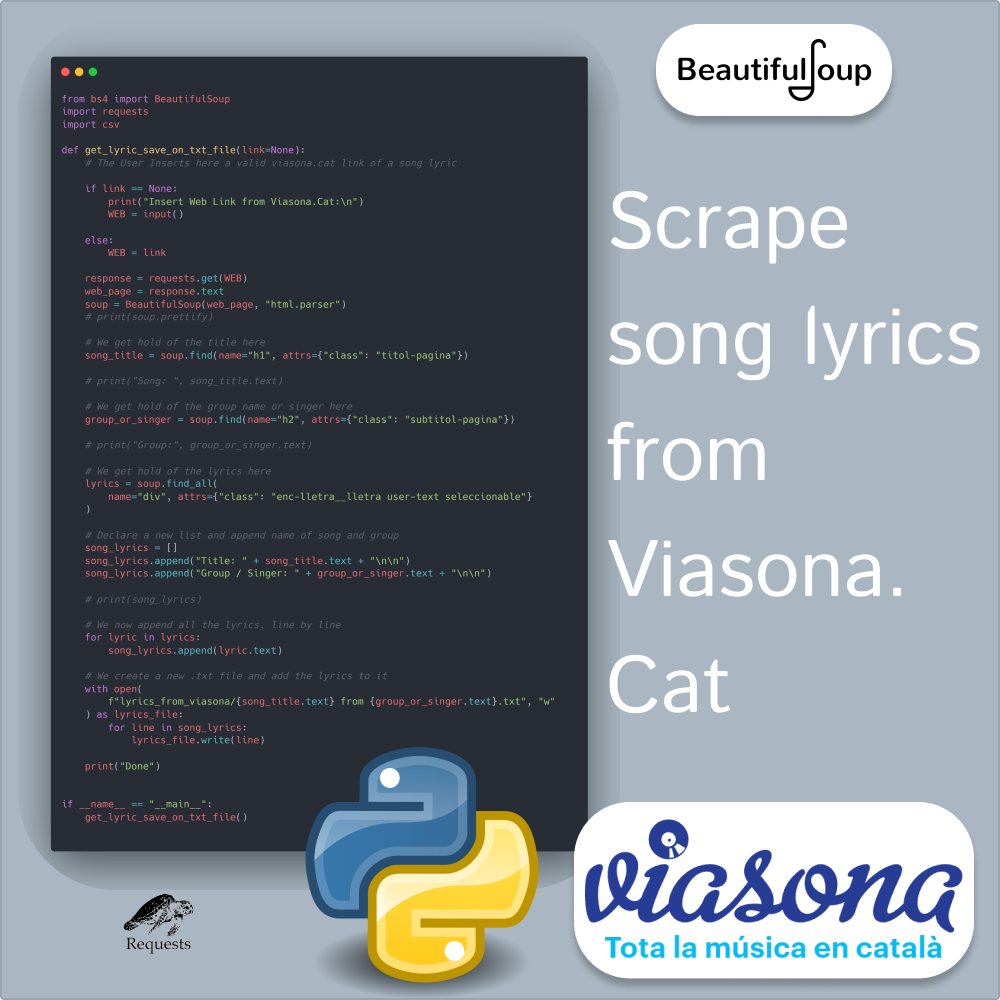 BeautifulSoup
from bs4 import BeautifulSoup
import requests
import csv
def get_lyric_save_on_txt_file(link=None):
# The User Inserts here a valid viasona.cat link of a song lyric
if link == None:
print("Insert Web Link from Viasona.Cat:\n")
WEB = input()
else:
WEB = link
response = requests.get(WEB)
web_page = response.text
soup = BeautifulSoup(web_page, "html.parser")
# print(soup.prettify)
# We get hold of the title here
song_title = soup.find(name="h1", attrs={"class": "titol-pagina"})
# print("Song: ", song_title.text)
# We get hold of the group name or singer here
group_or_singer = soup.find(name="h2", attrs={"class": "subtitol-pagina"})
# print("Group:", group_or_singer.text)
# We get hold of the lyrics here
lyrics = soup.find_all(
name="div", attrs={"class": "enc-lletra__lletra user-text seleccionable"}
)
# Declare a new list and append name of song and group
song_lyrics = []
song_lyrics.append("Title: " + song_title.text + "\n\n")
song_lyrics.append("Group / Singer: " + group_or_singer.text + "\n\n")
# print(song_lyrics)
# We now append all the lyrics, line by line
for lyric in lyrics:
song_lyrics.append(lyric.text)
# We create a new .txt file and add the lyrics to it
with open(
f"lyrics_from_viasona/{song_title.text} from {group_or_singer.text}.txt", "w"
) as lyrics_file:
for line in song_lyrics:
lyrics_file.write(line)
print("Done")
if __name__ == "__main__":
get_lyric_save_on_txt_file()
Scrape
song lyrics
from
Viasona.
Cat
Requests
viasona
Tota la música en català